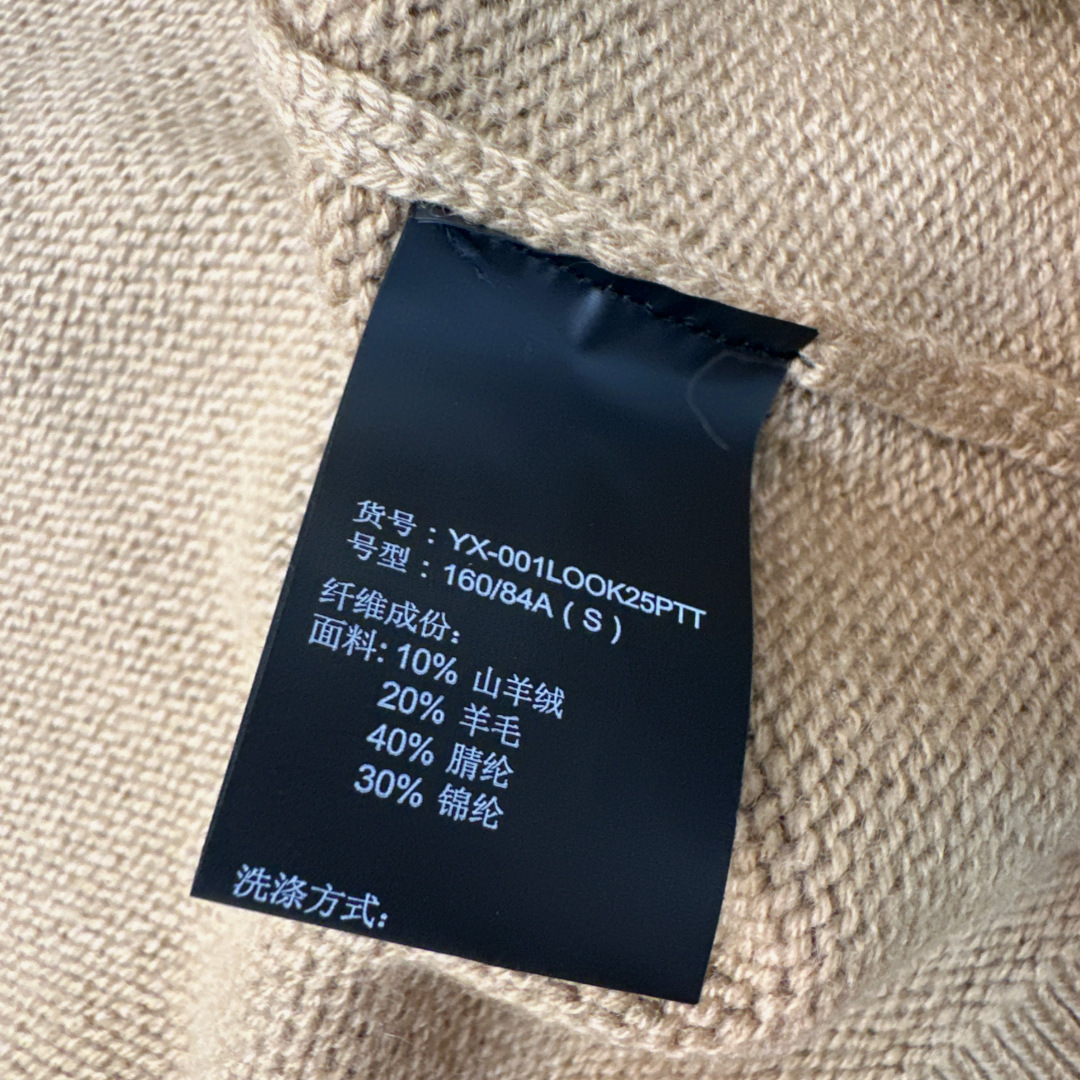 货号：YX-001LOOK25PTT
号型：160/84A（S）
纤维成份：
面料：10% 山羊绒
20% 羊毛
40% 腈纶
30% 锦纶
洗涤方式：